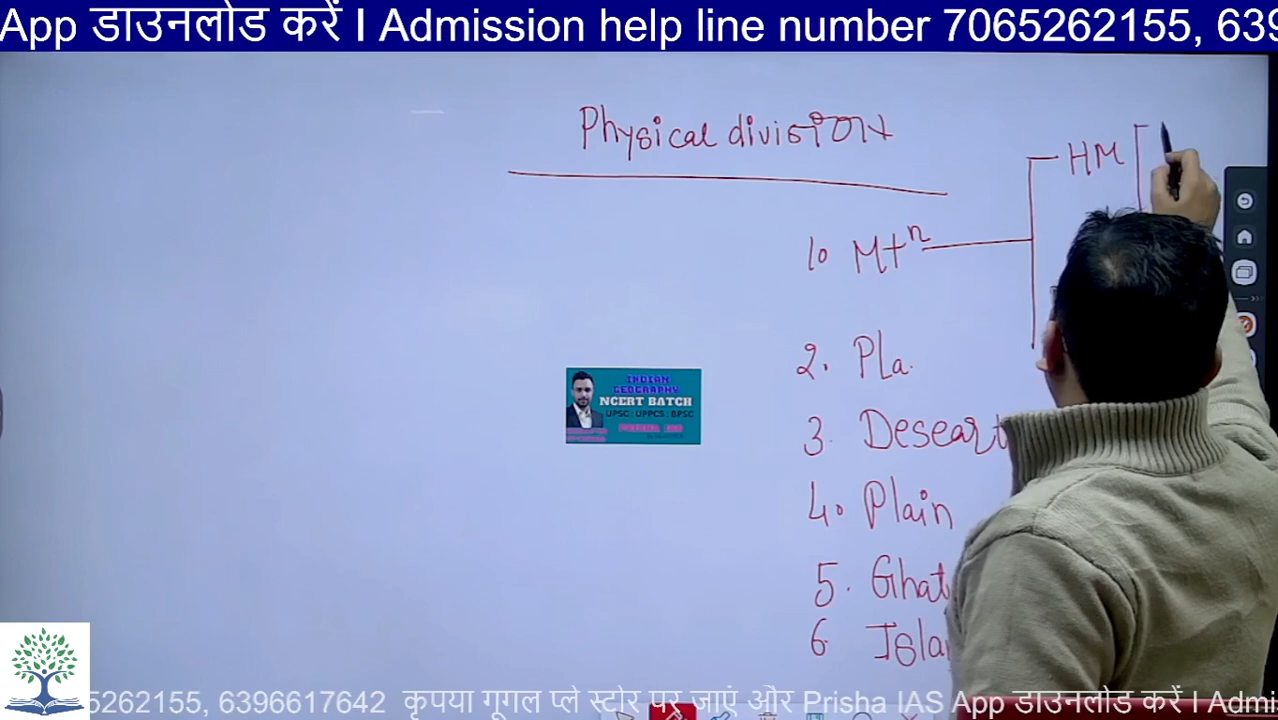 App डाउनलोड करें I Admission help line number 7065262155, 639
Physical division
HM
1. Mtn
2. Pla.
3. Deseart
4. Plain
5. Ghat
6 Islan
INDIAN
GEOGRAPHY
NCERT BATCH
UPSC | UPPCS | BPSC
5262155, 6396617642 कृपया गूगल प्ले स्टोर पर जाएं और Prisha IAS App डाउनलोड करें I Admi